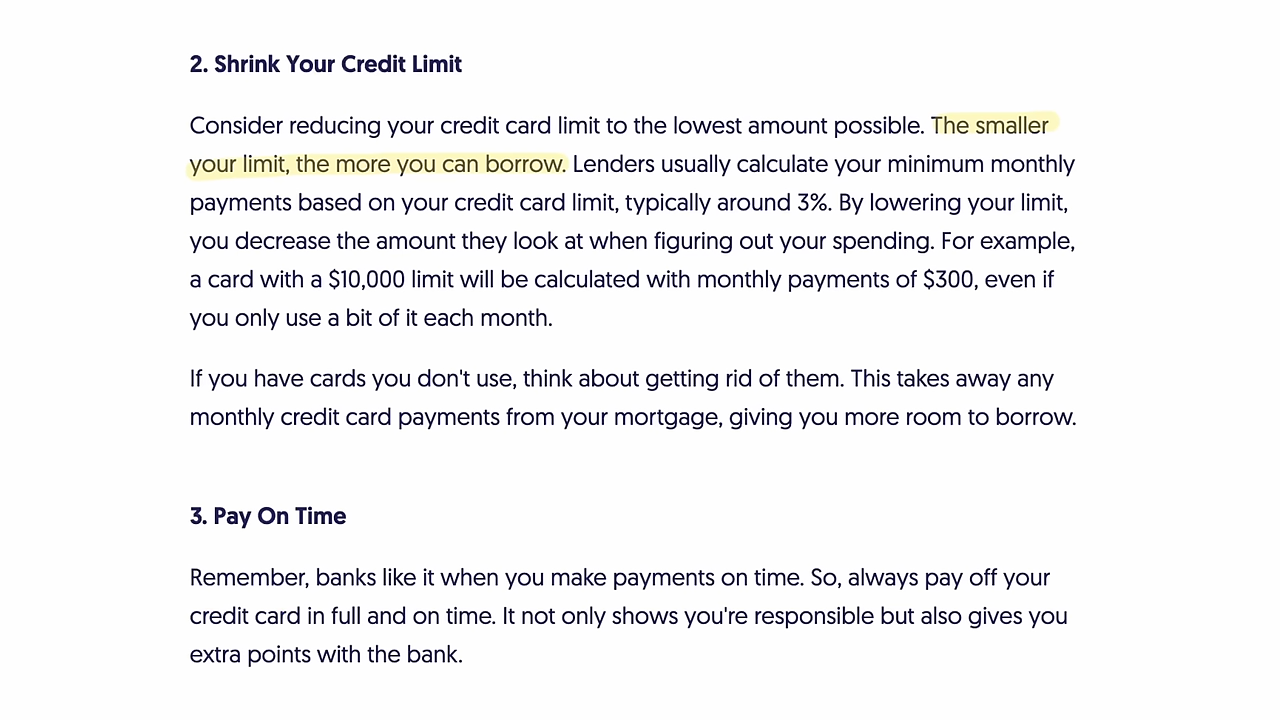 2. Shrink Your Credit Limit
Consider reducing your credit card limit to the lowest amount possible. The smaller
your limit, the more you can borrow. Lenders usually calculate your minimum monthly
payments based on your credit card limit, typically around 3%. By lowering your limit,
you decrease the amount they look at when figuring out your spending. For example,
a card with a $10,000 limit will be calculated with monthly payments of $300, even if
you only use a bit of it each month.
If you have cards you don't use, think about getting rid of them. This takes away any
monthly credit card payments from your mortgage, giving you more room to borrow.
3. Pay On Time
Remember, banks like it when you make payments on time. So, always pay off your
credit card in full and on time. It not only shows you're responsible but also gives you
extra points with the bank.